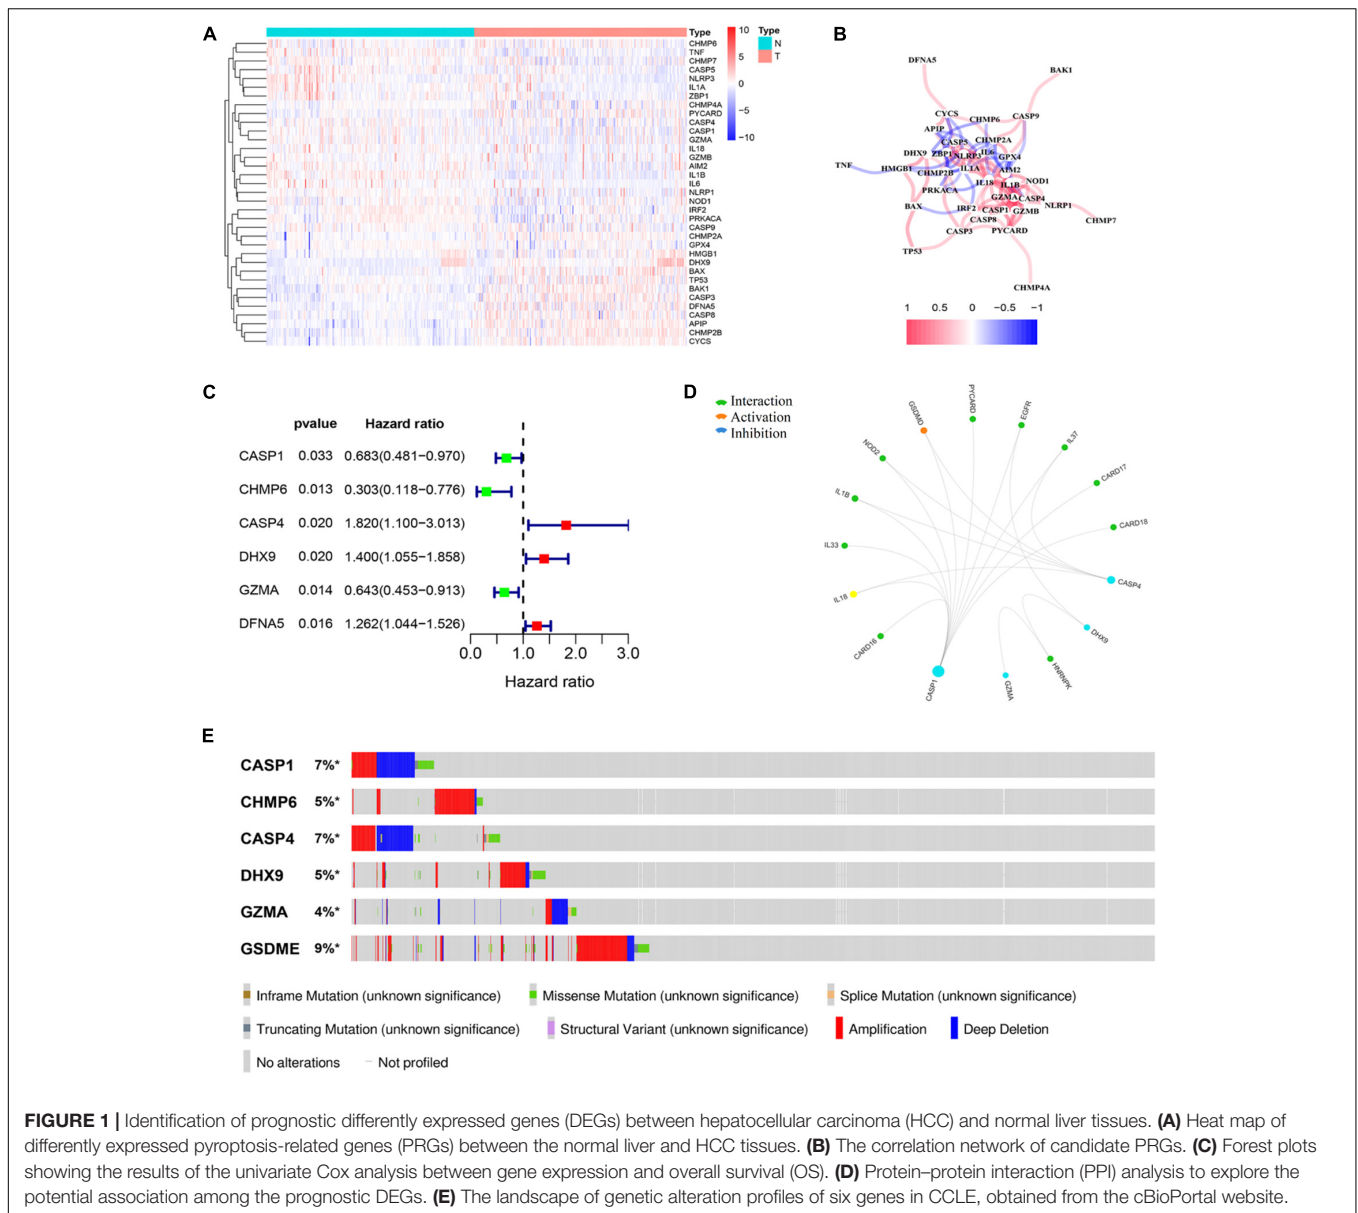 A
Type
CHMP6
TNF
CHMP7
CASP5
NLRP3
IL1A
ZBP1
CHMP4A
PYCARD
CASP4
CASP1
GZMA
IL18
GZMB
AIM2
IL1B
IL6
NLRP1
NOD1
IRF2
PRKACA
CASP9
CHMP2A
GPX4
HMGB1
DHX9
BAX
TP53
BAK1
CASP3
DFNA5
CASP8
APIP
CHMP2B
CYCS
10
5
0
−5
−10
Type
N
T
B
DFNA5
BAK1
CYCS
CHMP6
CASP9
APIP
CASP5
CHMP2A
DHX9
ZBP1
NLRP3
IL6
GPX4
TNF
HMGB1
CHMP2B
IL1A
AIM2
PRKACA
IL18
IL1B
NOD1
GZMA
CASP4
BAX
IRF2
CASP1
GZMB
NLRP1
CASP8
CHMP7
CASP3
PYCARD
TP53
CHMP4A
1 0.5 0 −0.5 −1
C
pvalue Hazard ratio
CASP1 0.033 0.683(0.481−0.970)
CHMP6 0.013 0.303(0.118−0.776)
CASP4 0.020 1.820(1.100−3.013)
DHX9 0.020 1.400(1.055−1.858)
GZMA 0.014 0.643(0.453−0.913)
DFNA5 0.016 1.262(1.044−1.526)
0.0 1.0 2.0 3.0
Hazard ratio
D
Interaction
Activation
Inhibition
PYCARD
EGFR
GSDMD
IL37
NOD2
CARD17
IL1B
CARD18
IL33
CASP4
IL18
DHX9
CARD16
HNRNPK
CASP1
GZMA
E
CASP1 7%*
CHMP6 5%*
CASP4 7%*
DHX9 5%*
GZMA 4%*
GSDME 9%*
Inframe Mutation (unknown significance) Missense Mutation (unknown significance) Splice Mutation (unknown significance)
Truncating Mutation (unknown significance) Structural Variant (unknown significance) Amplification Deep Deletion
No alterations Not profiled
FIGURE 1 | Identification of prognostic differently expressed genes (DEGs) between hepatocellular carcinoma (HCC) and normal liver tissues. (A) Heat map of
differently expressed pyroptosis-related genes (PRGs) between the normal liver and HCC tissues. (B) The correlation network of candidate PRGs. (C) Forest plots
showing the results of the univariate Cox analysis between gene expression and overall survival (OS). (D) Protein–protein interaction (PPI) analysis to explore the
potential association among the prognostic DEGs. (E) The landscape of genetic alteration profiles of six genes in CCLE, obtained from the cBioPortal website.